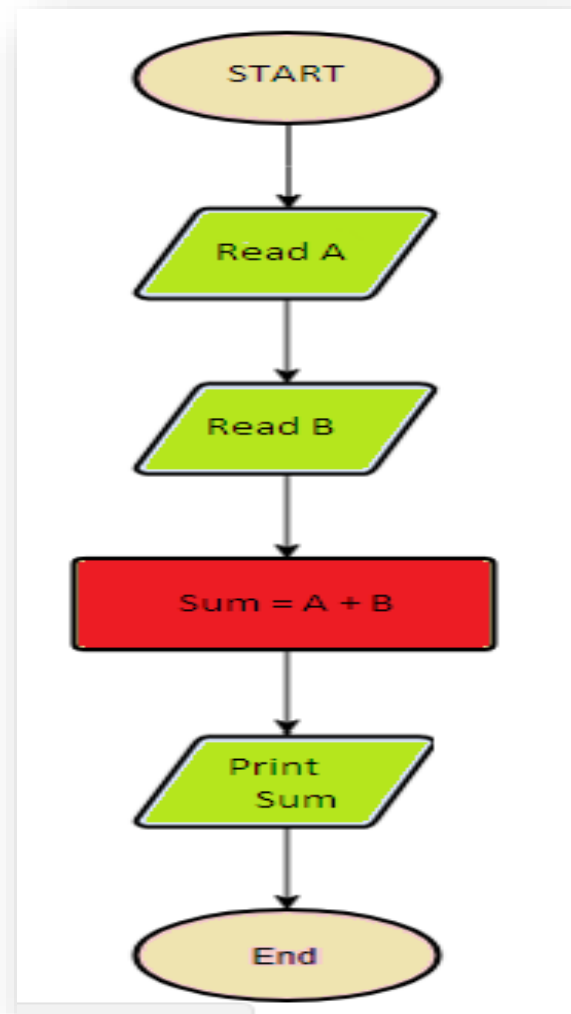 START
Read A
Read B
Sum = A + B
Print
Sum
End